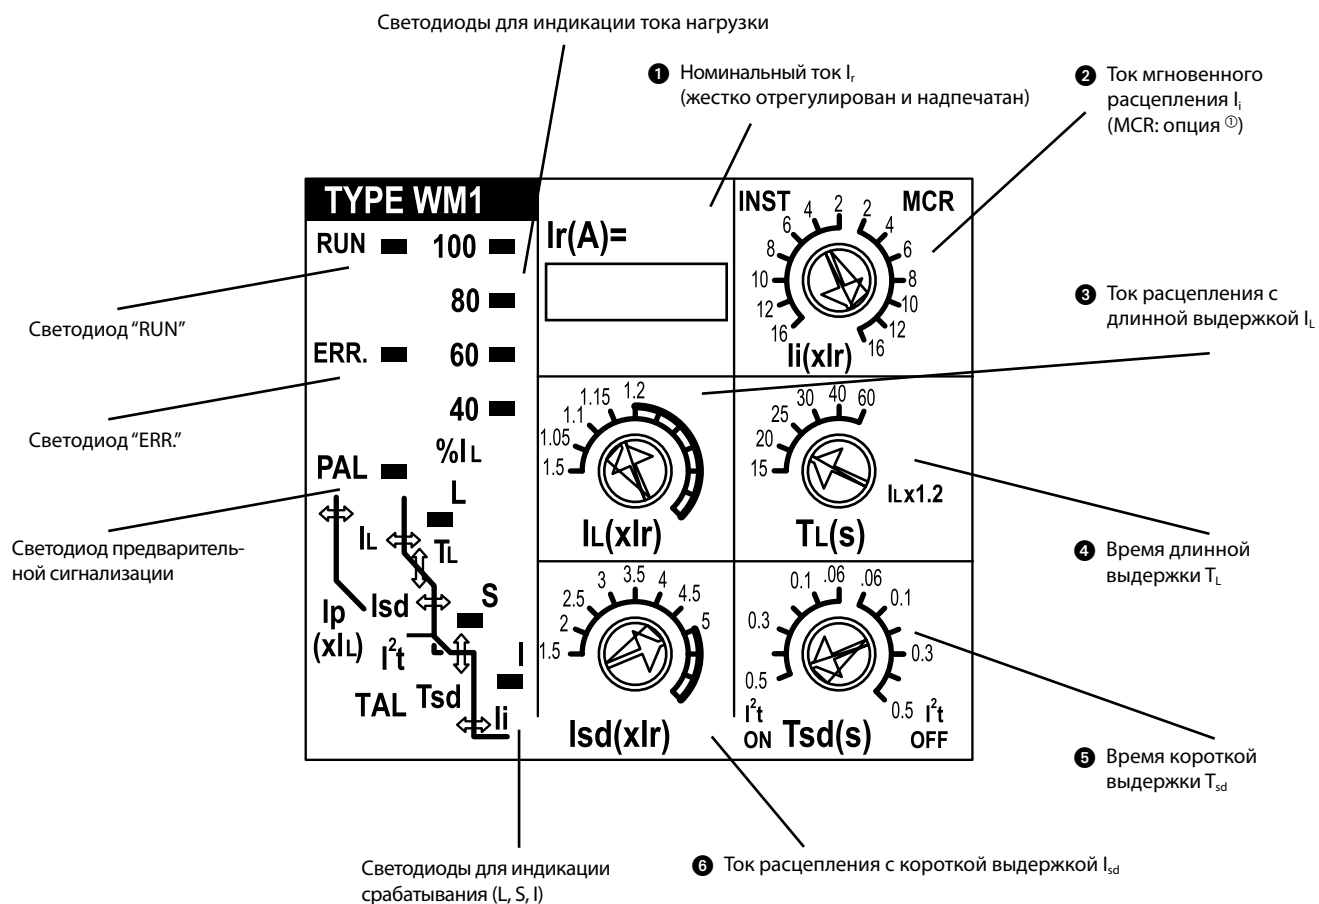 Светодиоды для индикации тока нагрузки
❶ Номинальный ток Ir
(жестко отрегулирован и надпечатан)
❷ Ток мгновенного
расцепления Ii
(MCR: опция ①)
TYPE WM1
RUN 100
80
ERR. 60
40
%IL
PAL
L
IL
TL
Ip
(xIL)
Isd
S
I²t
I
TAL
Tsd
Ii
Ir(A)=
INST MCR
2 2
4 4
6 6
8 8
10 10
12 12
16 16
Ii(xIr)
1.2
1.15
1.1
1.05
1.5
IL(xIr)
30 40 60
25
20
15
ILx1.2
TL(s)
3 3.5 4
2.5 4.5
2 5
1.5
Isd(xIr)
0.1 .06 .06
0.1
0.3
0.3
0.5
0.5
I²t
ON
Tsd(s)
I²t
OFF
Светодиод “RUN”
Светодиод “ERR.”
Светодиод предваритель-
ной сигнализации
❸ Ток расцепления с
длинной выдержкой IL
❹ Время длинной
выдержки TL
❺ Время короткой
выдержки Tsd
Светодиоды для индикации
срабатывания (L, S, I)
❻ Ток расцепления с короткой выдержкой Isd